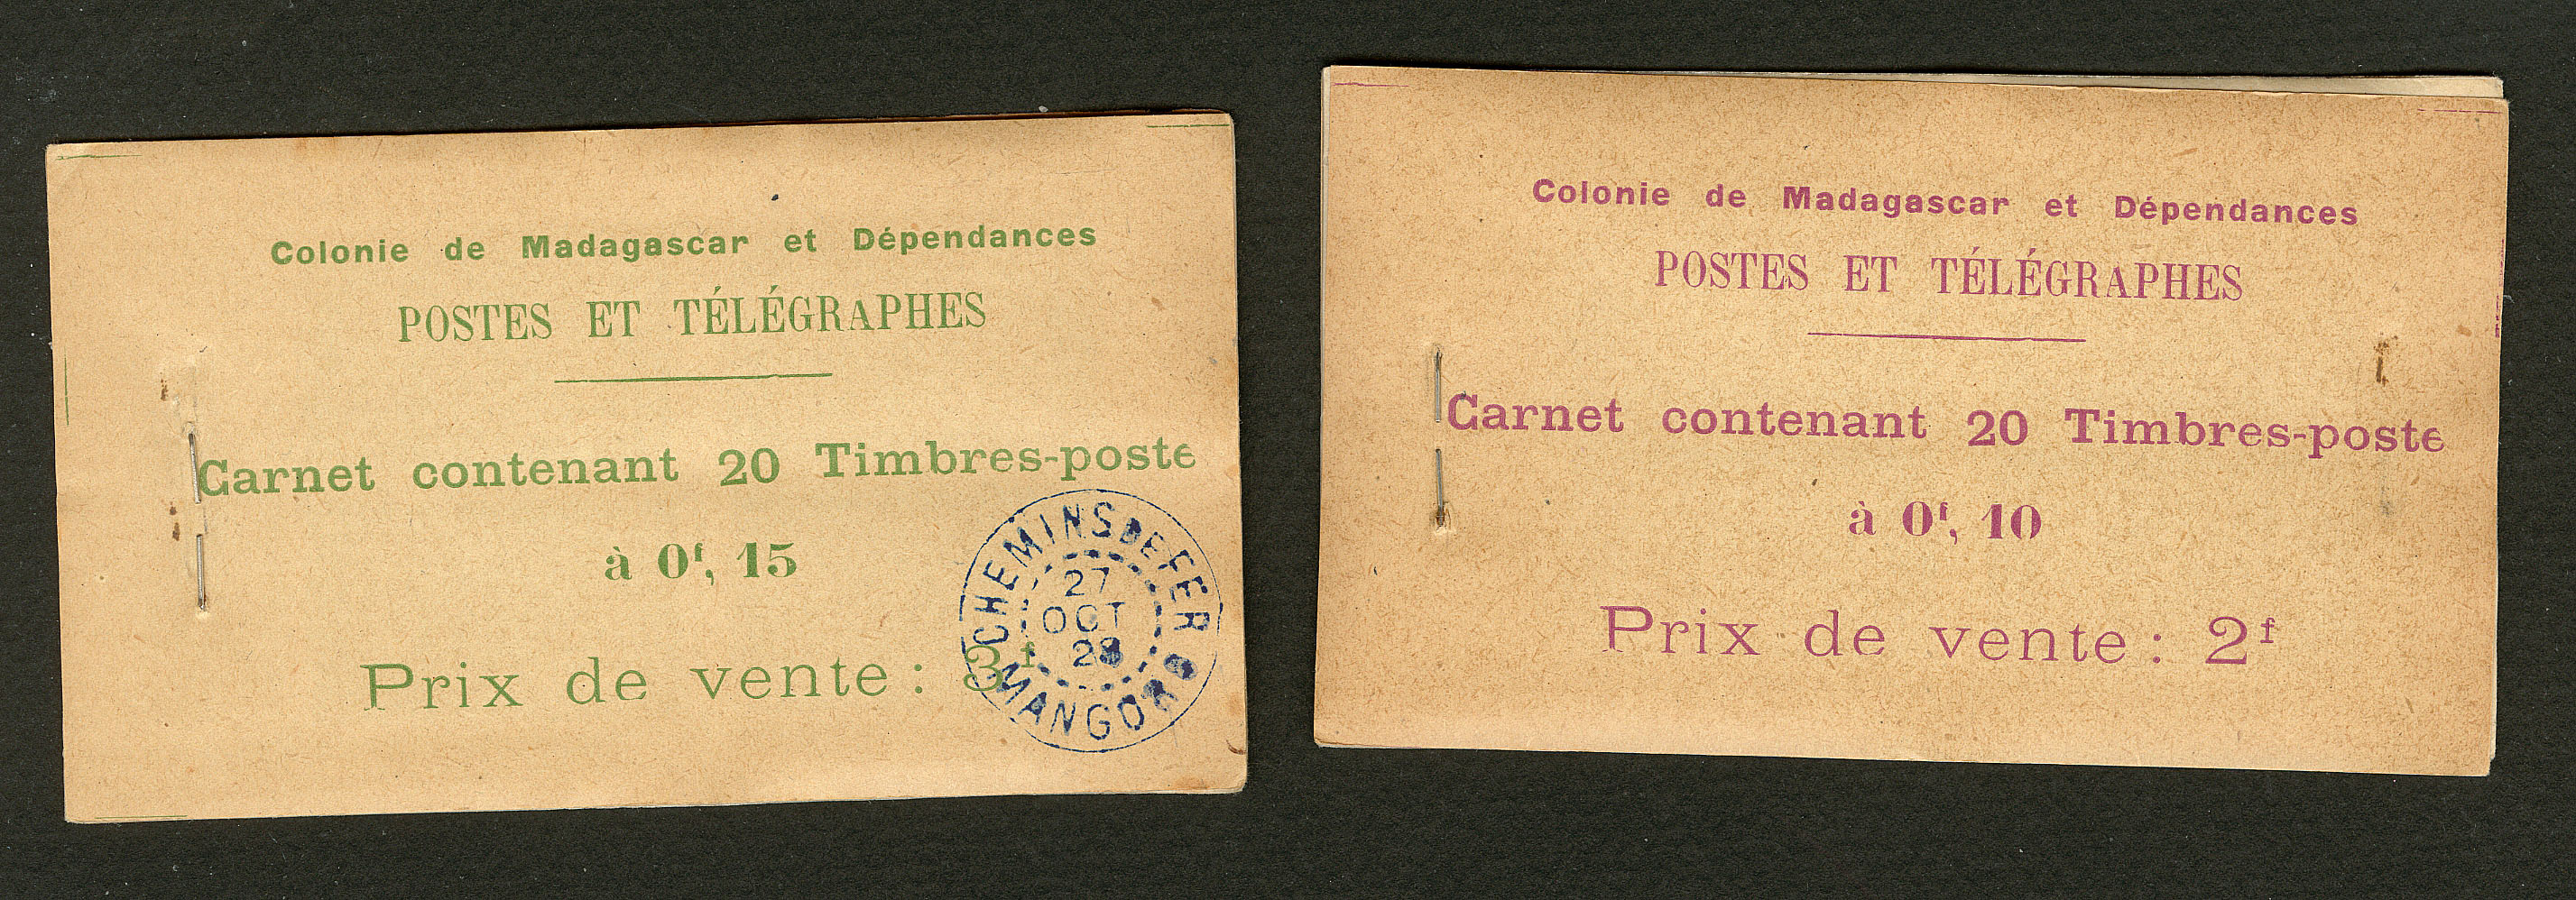 Colonie de Madagascar et Dépendances
POSTES ET TÉLÉGRAPHES
Carnet contenant 20 Timbres-poste
à 0f, 15
Prix de vente : 3f
CHEMINS DE FER
27
OCT
28
Colonie de Madagascar et Dépendances
POSTES ET TÉLÉGRAPHES
Carnet contenant 20 Timbres-poste
à 0f, 10
Prix de vente : 2f